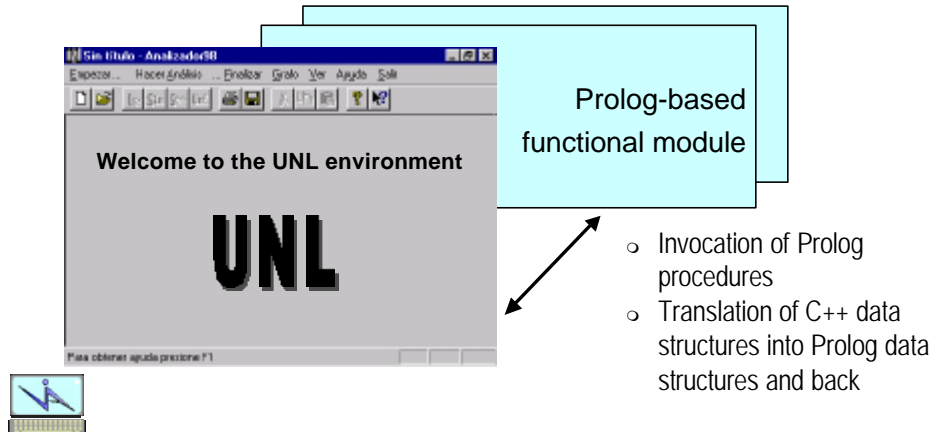 Sin título - Analizador98
Empezar... Hacer Análisis ... Finalizar Grafo Ver Ayuda Salir
Welcome to the UNL environment
UNL
Para obtener ayuda presione F1
Prolog-based
functional module
Invocation of Prolog
procedures
Translation of C++ data
structures into Prolog data
structures and back